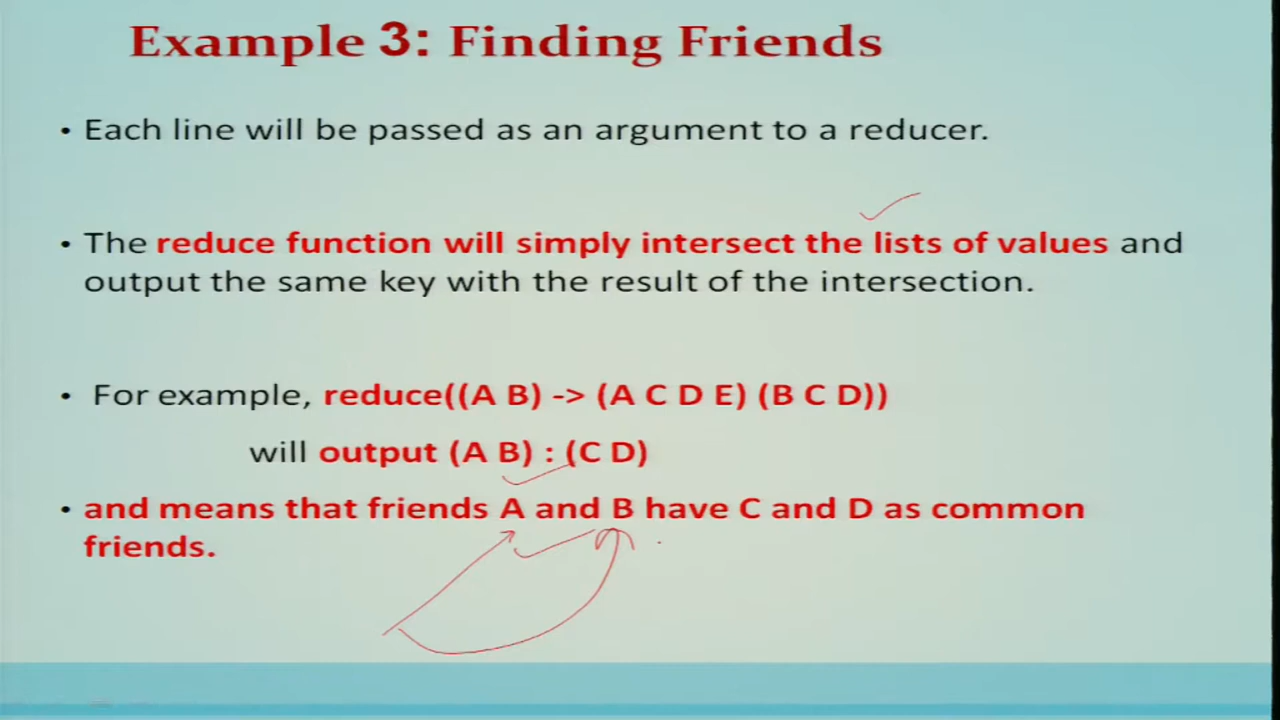 Example 3: Finding Friends
• Each line will be passed as an argument to a reducer.
• The reduce function will simply intersect the lists of values and
output the same key with the result of the intersection.
• For example, reduce((A B) -> (A C D E) (B C D))
will output (A B) : (C D)
• and means that friends A and B have C and D as common
friends.